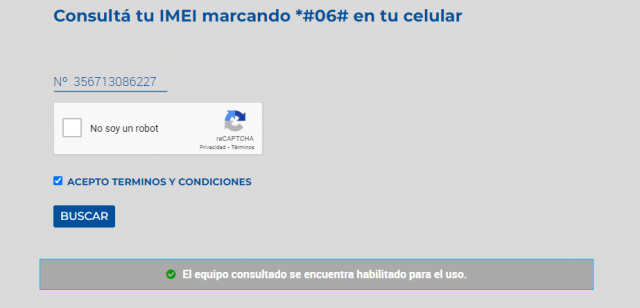 Consultá tu IMEI marcando *#06# en tu celular
Nº 356713086227
No soy un robot
reCAPTCHA
Privacidad - Términos
ACEPTO TERMINOS Y CONDICIONES
BUSCAR
El equipo consultado se encuentra habilitado para el uso.